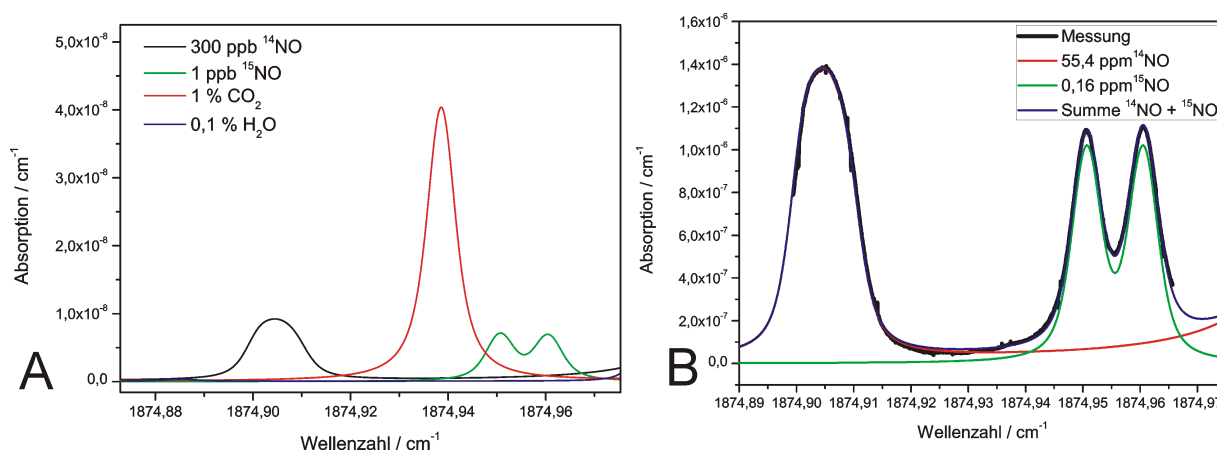 A
Absorption / cm⁻¹
5,0x10⁻⁸
4,0x10⁻⁸
3,0x10⁻⁸
2,0x10⁻⁸
1,0x10⁻⁸
0,0
300 ppb ¹⁴NO
1 ppb ¹⁵NO
1 % CO₂
0,1 % H₂O
1874,88 1874,90 1874,92 1874,94 1874,96
Wellenzahl / cm⁻¹
B
Absorption / cm⁻¹
1,6x10⁻⁶
1,4x10⁻⁶
1,2x10⁻⁶
1,0x10⁻⁶
8,0x10⁻⁷
6,0x10⁻⁷
4,0x10⁻⁷
2,0x10⁻⁷
0,0
Messung
55,4 ppm¹⁴NO
0,16 ppm¹⁵NO
Summe ¹⁴NO + ¹⁵NO
1874,89 1874,90 1874,91 1874,92 1874,93 1874,94 1874,95 1874,96 1874,97
Wellenzahl / cm⁻¹